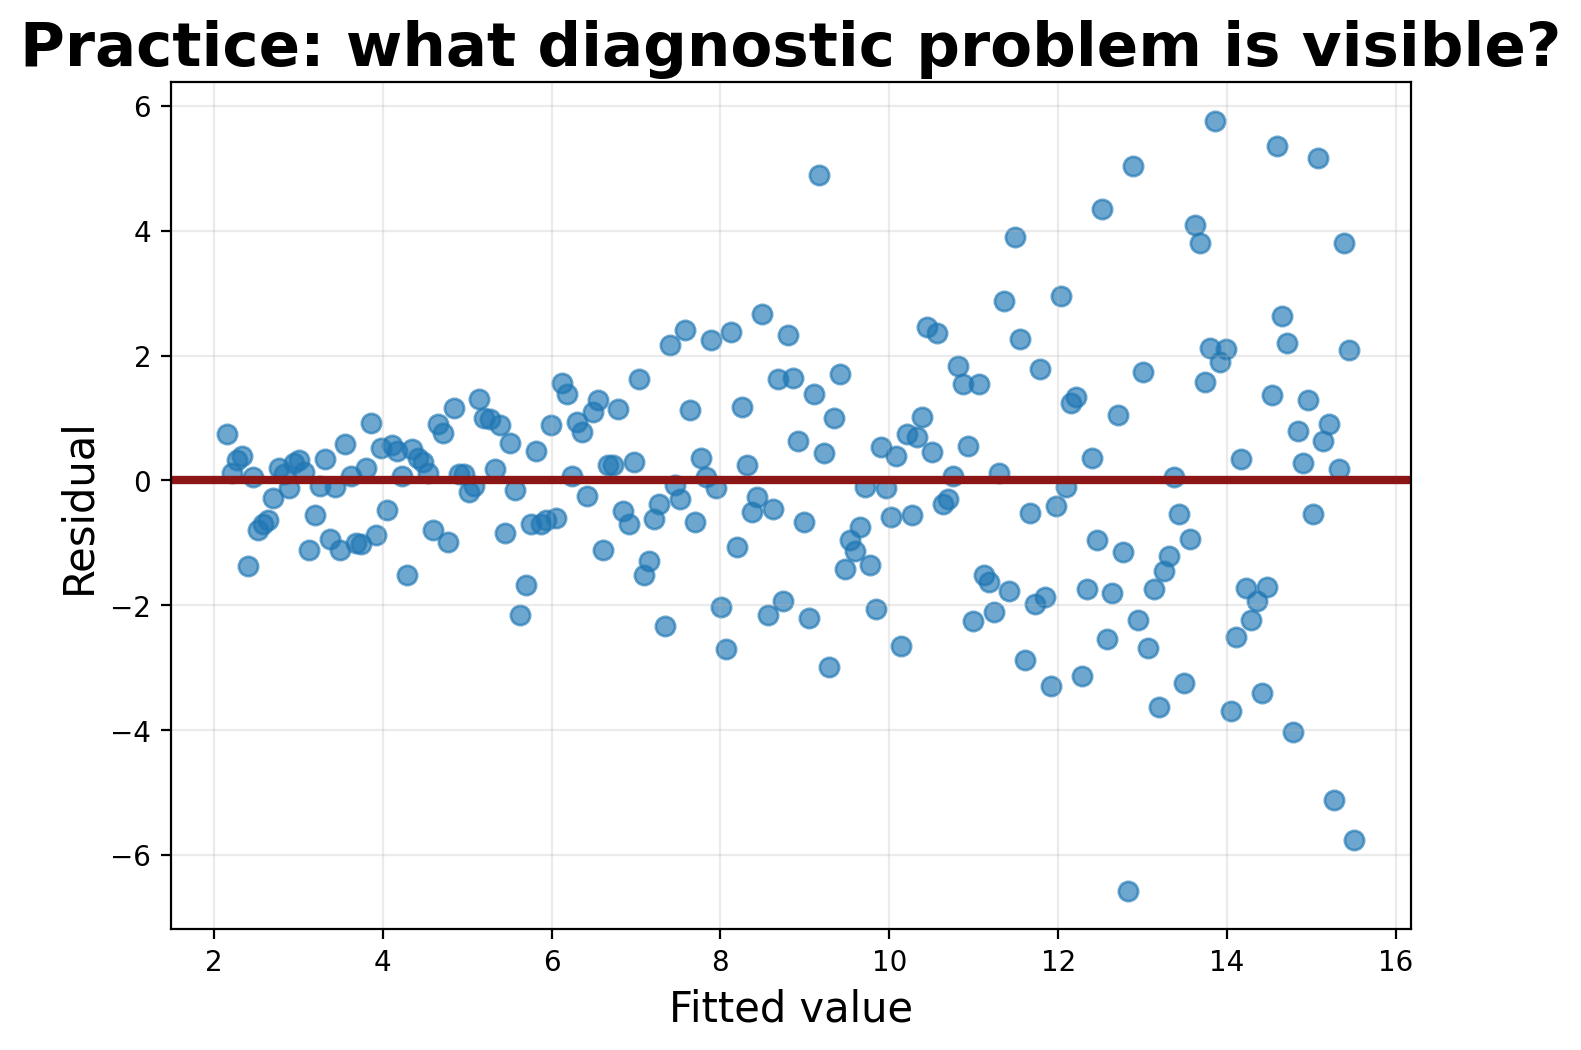 Practice: what diagnostic problem is visible?
6
4
2
0
−2
−4
−6
Residual
2 4 6 8 10 12 14 16
Fitted value